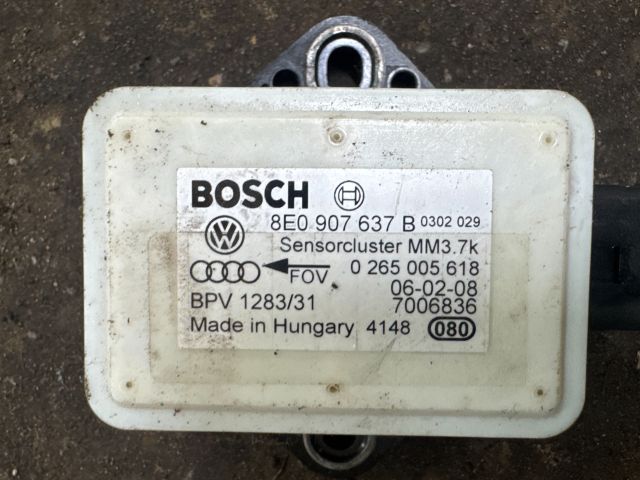 BOSCH
8E0 907 637 B 0302 029
Sensorcluster MM3.7k
FOV 0 265 005 618
06-02-08
BPV 1283/31 7006836
Made in Hungary 4148 080